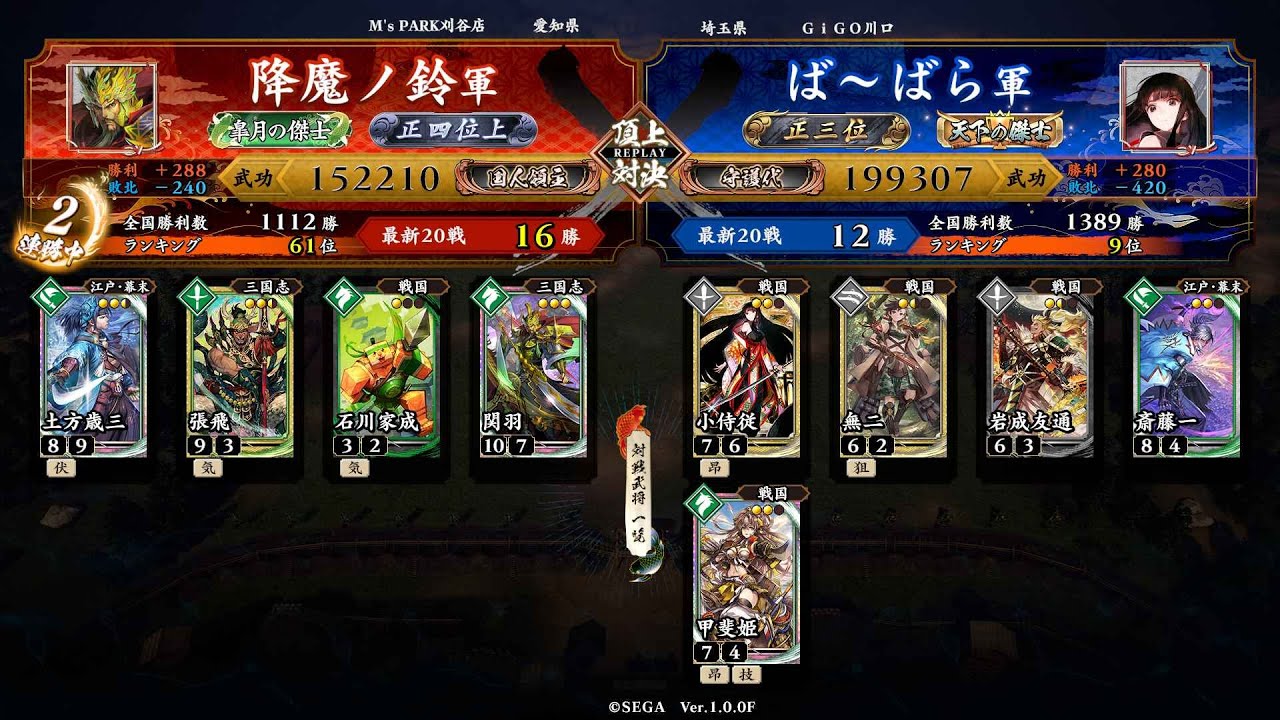 M's PARK刈谷店 愛知県
埼玉県 ＧｉＧＯ川口
降魔ノ鈴軍
皐月の傑士 正四位上
勝利 ＋288
敗北 －240
武功 152210 国人領主
2連勝中
全国勝利数 1112勝
ランキング 61位
最新20戦 16勝
頂上
REPLAY
対決
ば〜ばら軍
正三位 天下の傑士
守護代 199307 武功
勝利 ＋280
敗北 －420
最新20戦 12勝
全国勝利数 1389勝
ランキング 9位
江戸・幕末
土方歳三
8 9
伏
三国志
張飛
9 3
気
戦国
石川家成
3 2
気
三国志
関羽
10 7
対戦武将一覧
戦国
小侍従
7 6
昂
戦国
無二
6 2
狙
戦国
岩成友通
6 3
江戸・幕末
斎藤一
8 4
戦国
甲斐姫
7 4
昂 技
©SEGA Ver.1.0.0F